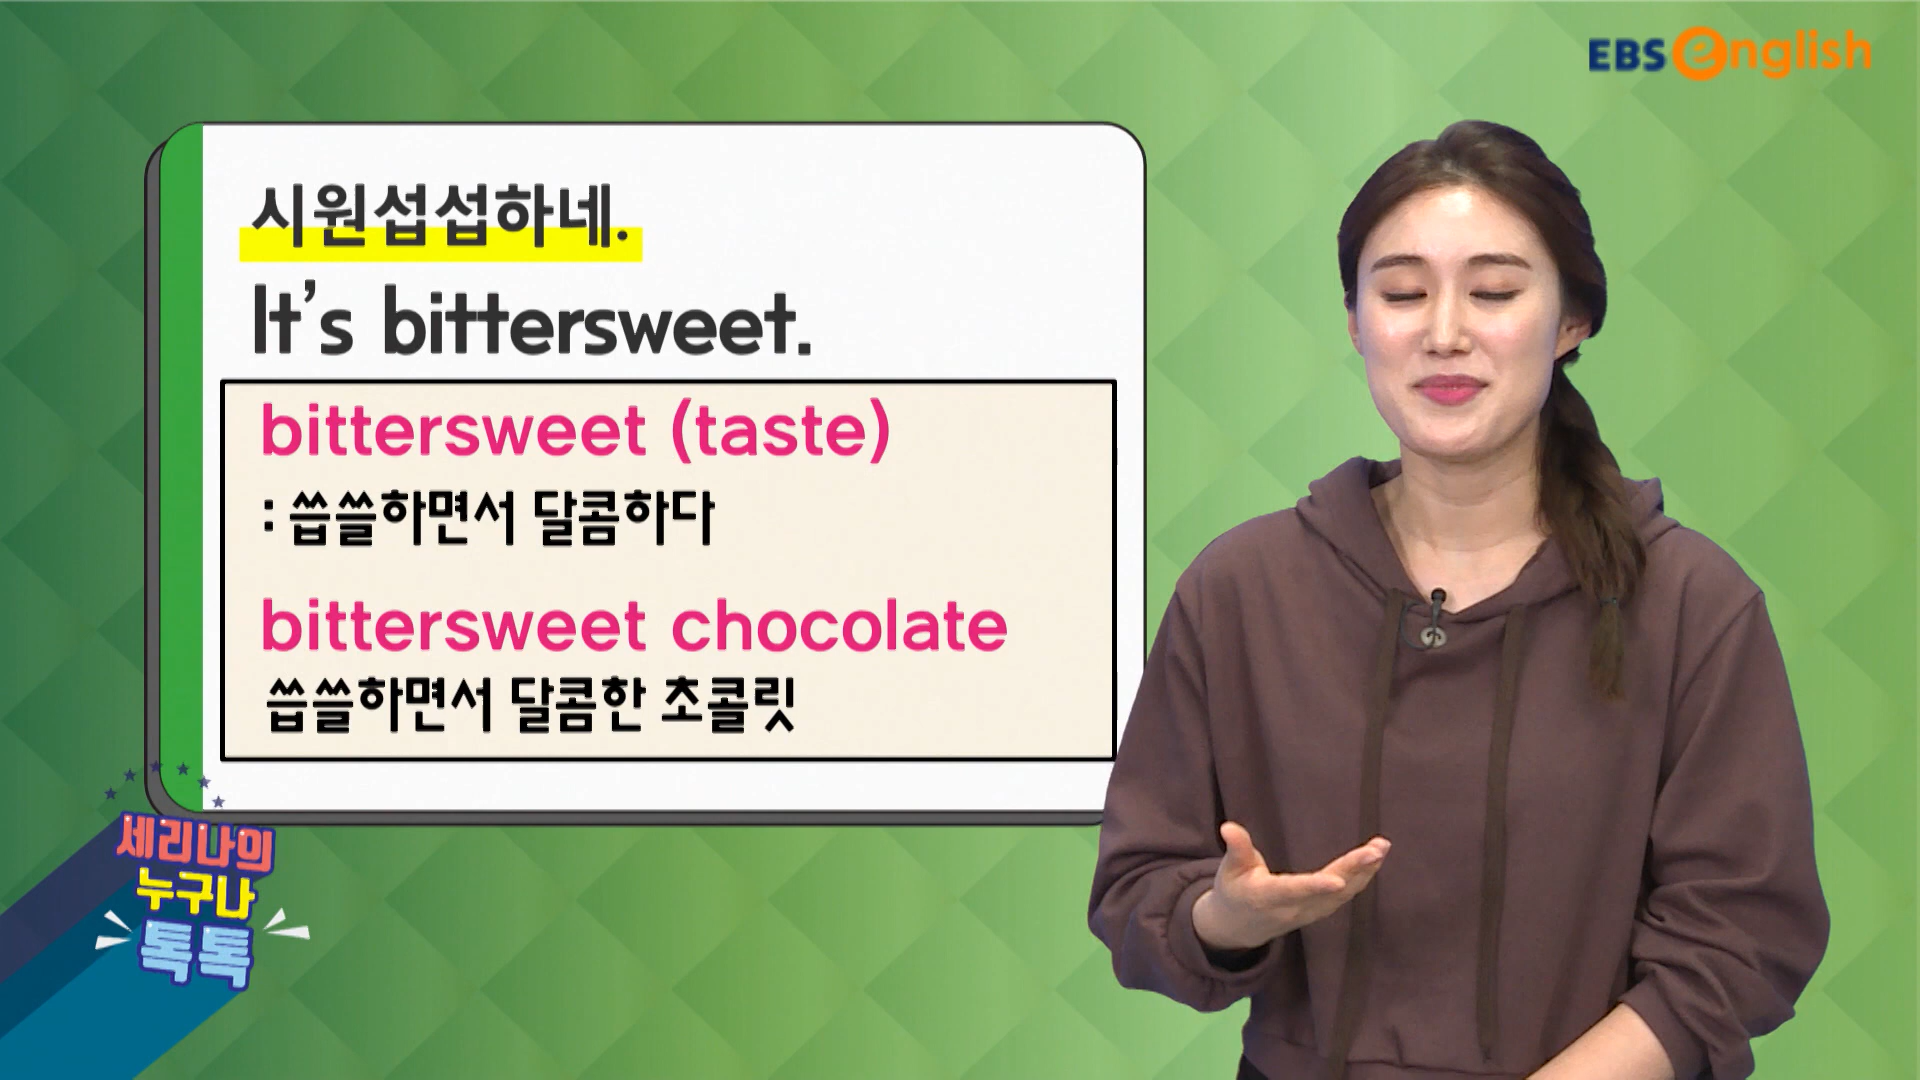 EBS english
시원섭섭하네.
It's bittersweet.
bittersweet (taste)
: 씁쓸하면서 달콤하다
bittersweet chocolate
씁쓸하면서 달콤한 초콜릿
세리나의
누구나
톡톡